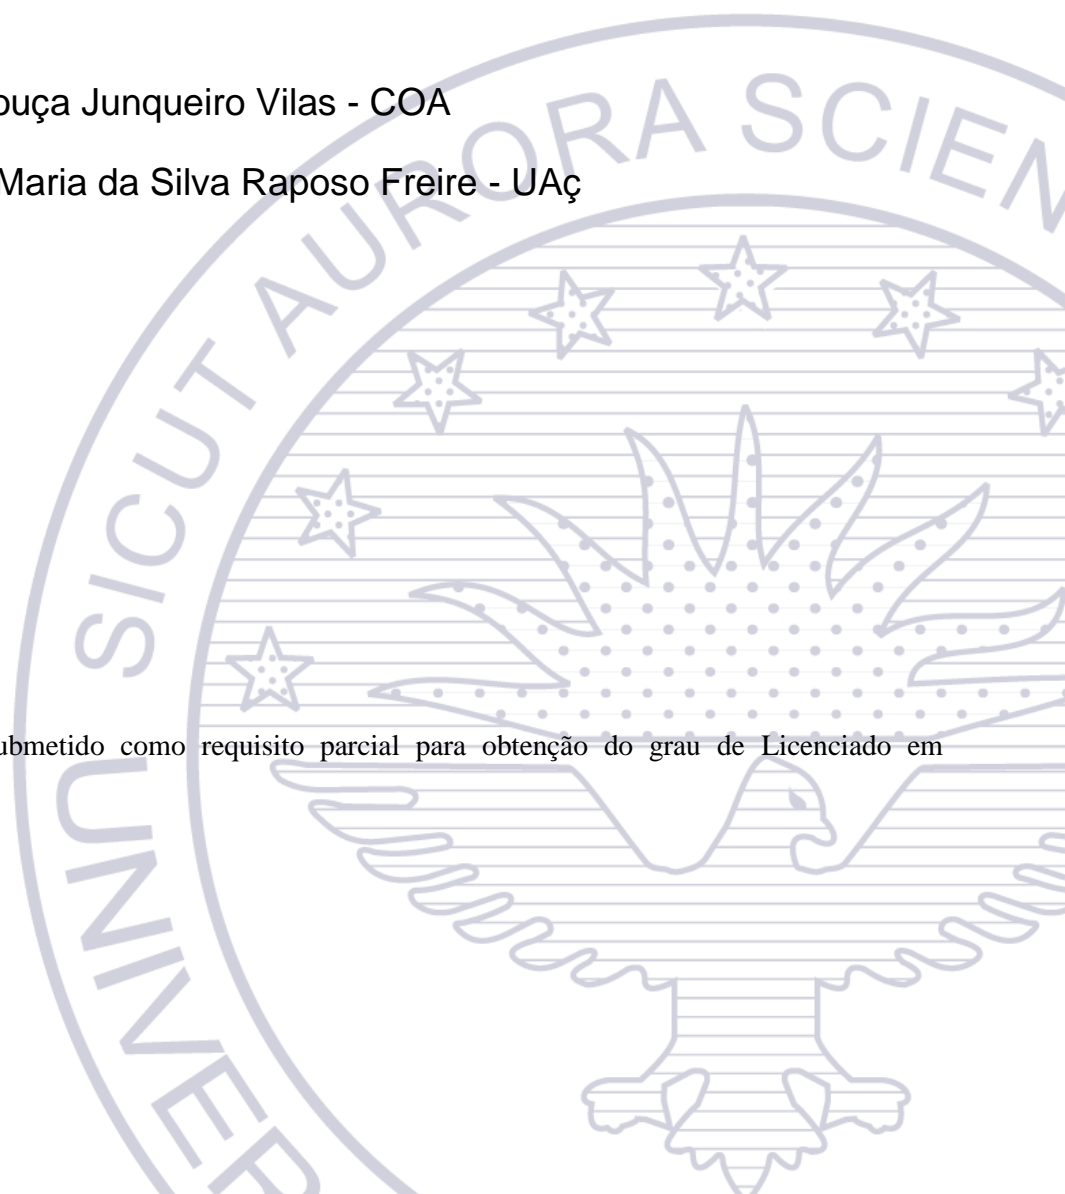 ouça Junqueiro Vilas - COA
Maria da Silva Raposo Freire - UAç
ubmetido como requisito parcial para obtenção do grau de Licenciado em
UNIVER SICUT AURORA SCIEN